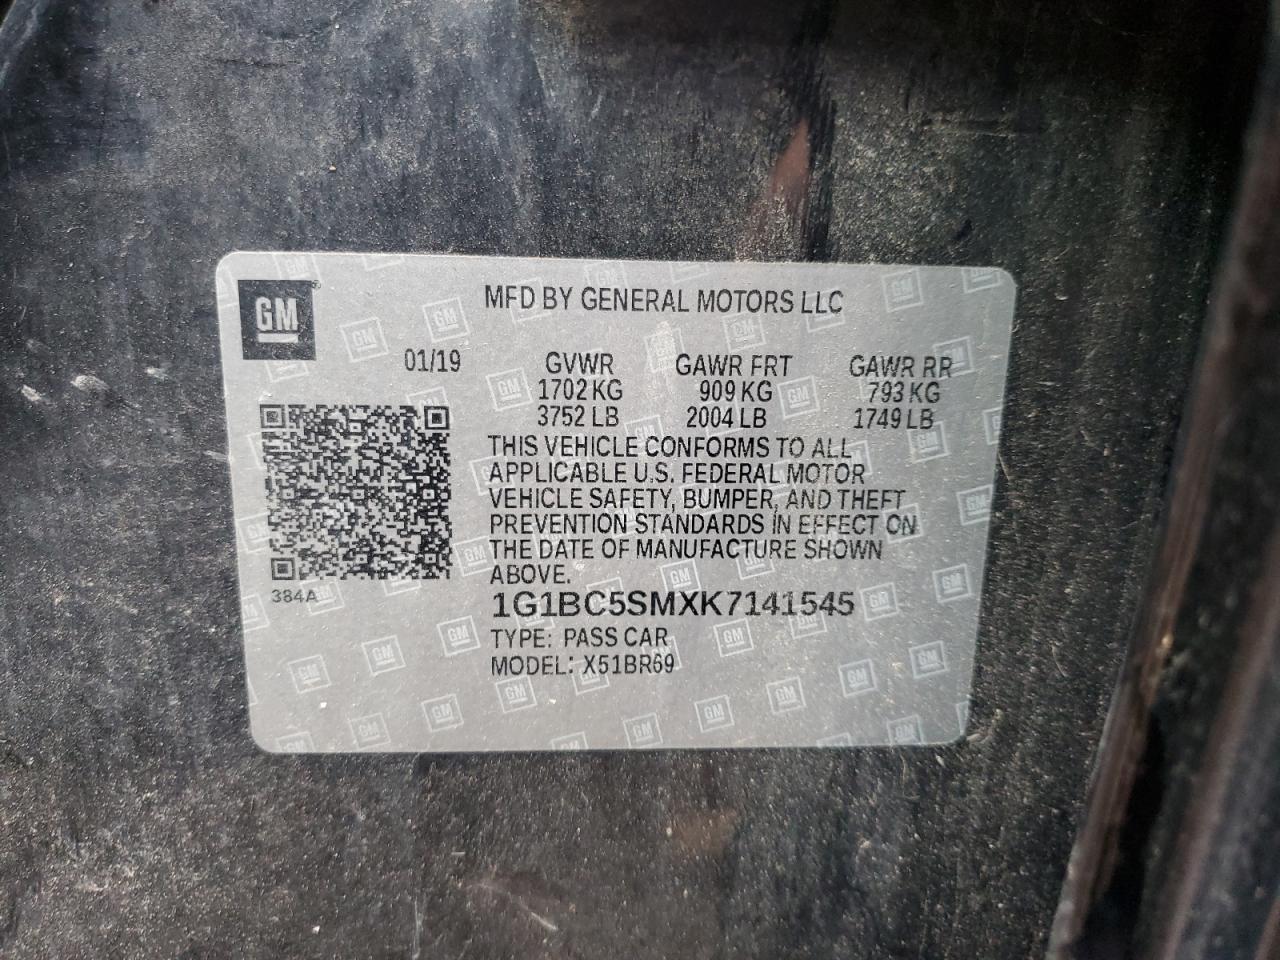 GM
MFD BY GENERAL MOTORS LLC
01/19 GVWR GAWR FRT GAWR RR
1702 KG 909 KG 793 KG
3752 LB 2004 LB 1749 LB
THIS VEHICLE CONFORMS TO ALL
APPLICABLE U.S. FEDERAL MOTOR
VEHICLE SAFETY, BUMPER, AND THEFT
PREVENTION STANDARDS IN EFFECT ON
THE DATE OF MANUFACTURE SHOWN
ABOVE.
384A
1G1BC5SMXK7141545
TYPE: PASS CAR
MODEL: X51BR69